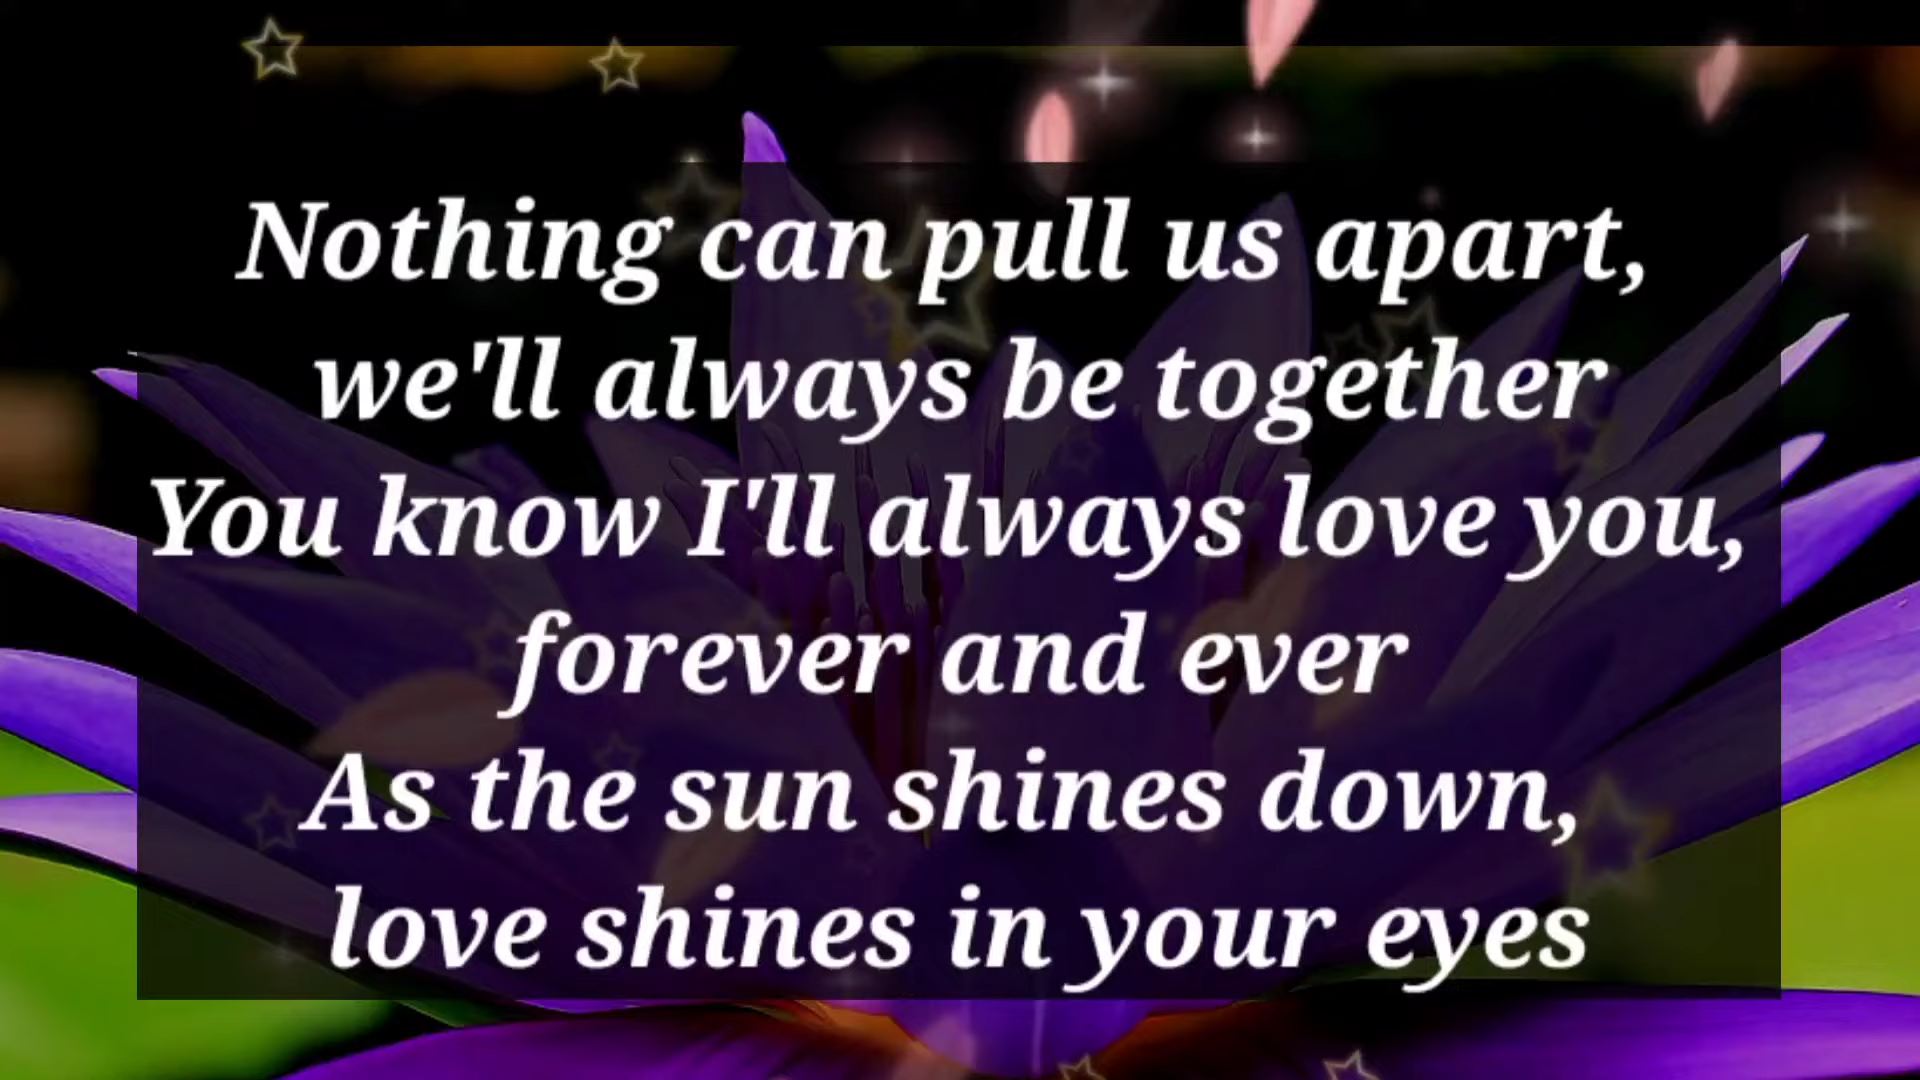 Nothing can pull us apart,
we'll always be together
You know I'll always love you,
forever and ever
As the sun shines down,
love shines in your eyes